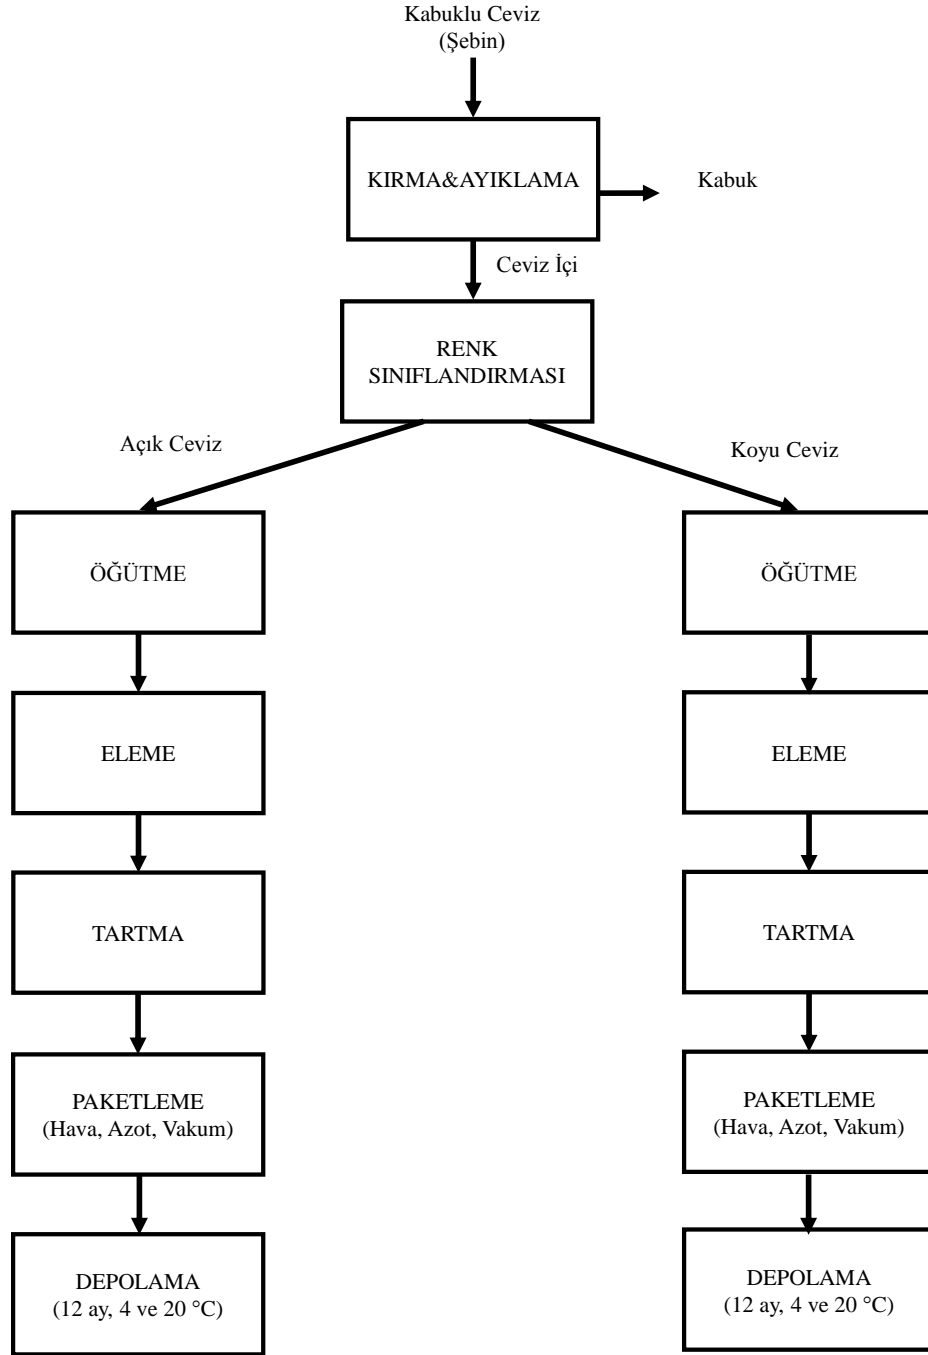 Kabuklu Ceviz
(Şebin)
KIRMA&AYIKLAMA
Kabuk
Ceviz İçi
RENK
SINIFLANDIRMASI
Açık Ceviz
Koyu Ceviz
ÖĞÜTME
ÖĞÜTME
ELEME
ELEME
TARTMA
TARTMA
PAKETLEME
(Hava, Azot, Vakum)
PAKETLEME
(Hava, Azot, Vakum)
DEPOLAMA
(12 ay, 4 ve 20 °C)
DEPOLAMA
(12 ay, 4 ve 20 °C)